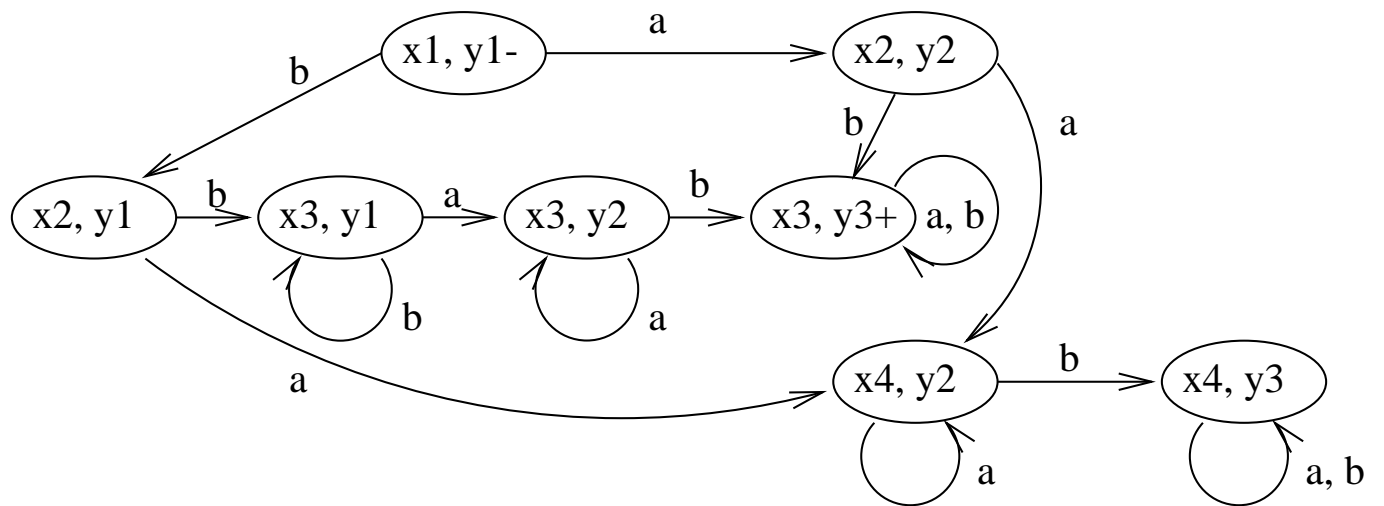 a
x1, y1-
x2, y2
b
b
a
b
a
b
x2, y1
x3, y1
x3, y2
x3, y3+
a, b
b
a
a
b
x4, y2
x4, y3
a
a, b